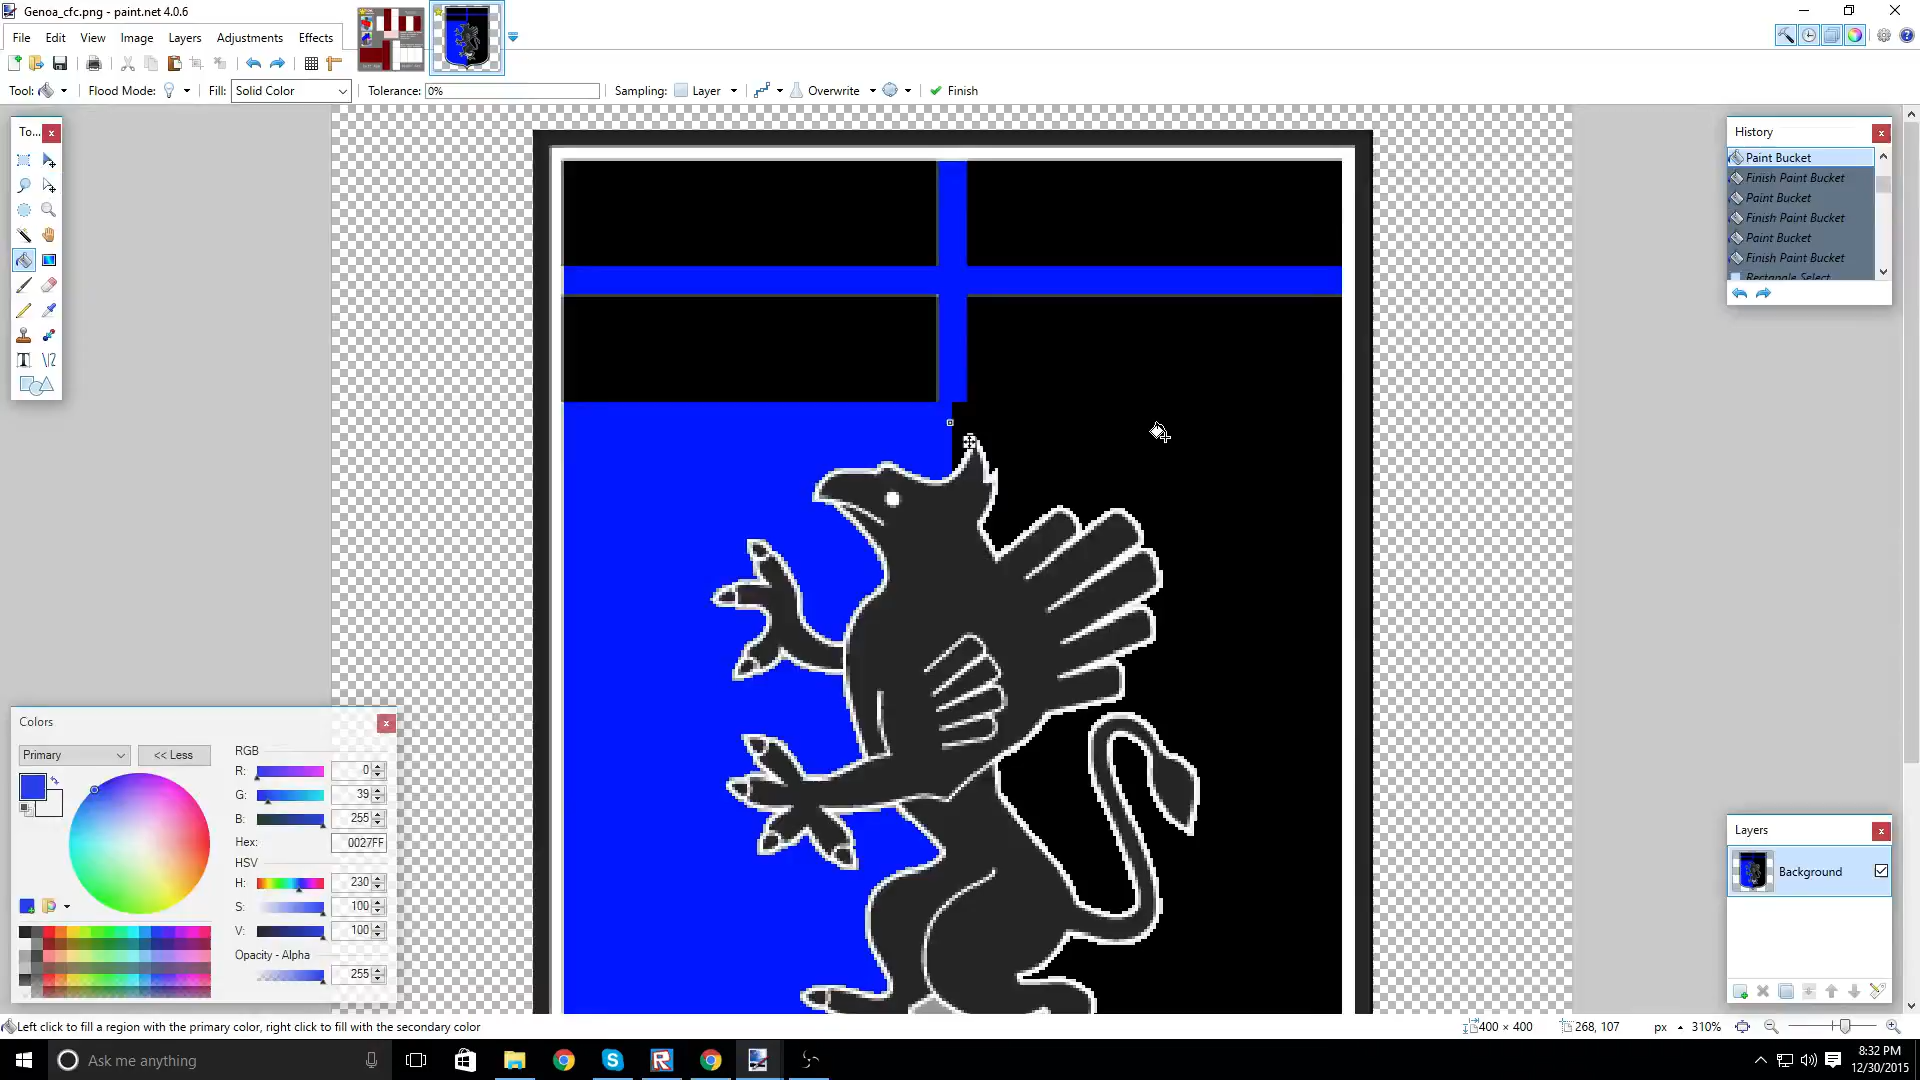 Genoa_cfc.png - paint.net 4.0.6
File Edit View Image Layers Adjustments Effects
Tool: Flood Mode: Fill: Solid Color Tolerance: 0% Sampling: Layer Overwrite Finish
To...
History
Paint Bucket
Finish Paint Bucket
Paint Bucket
Finish Paint Bucket
Paint Bucket
Finish Paint Bucket
Rectangle Select
Colors
Primary << Less
RGB
R: 0
G: 39
B: 255
Hex: 0027FF
HSV
H: 230
S: 100
V: 100
Opacity - Alpha
255
Layers
Background
Left click to fill a region with the primary color, right click to fill with the secondary color
400 × 400 268, 107 px 310%
Ask me anything
8:32 PM
12/30/2015